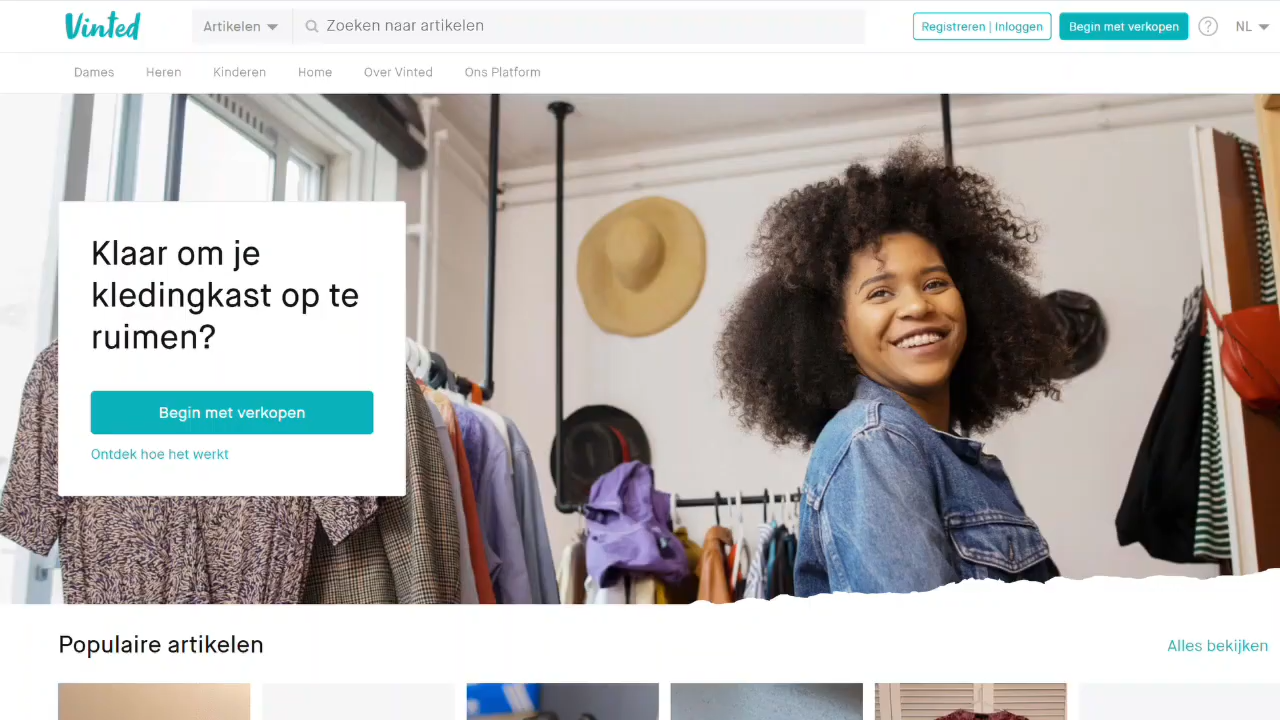 Vinted
Artikelen
Zoeken naar artikelen
Registreren | Inloggen
Begin met verkopen
?
NL
Dames
Heren
Kinderen
Home
Over Vinted
Ons Platform
Klaar om je
kledingkast op te
ruimen?
Begin met verkopen
Ontdek hoe het werkt
Populaire artikelen
Alles bekijken